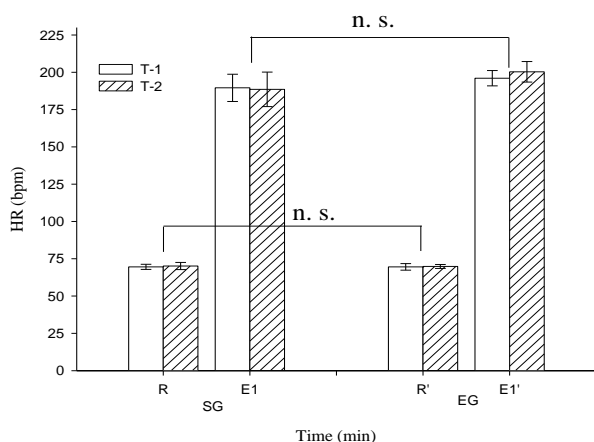 n. s.
225
200
175
150
125
100
75
50
25
0
HR (bpm)
T-1
T-2
n. s.
R
E1
R'
E1'
SG
EG
Time (min)